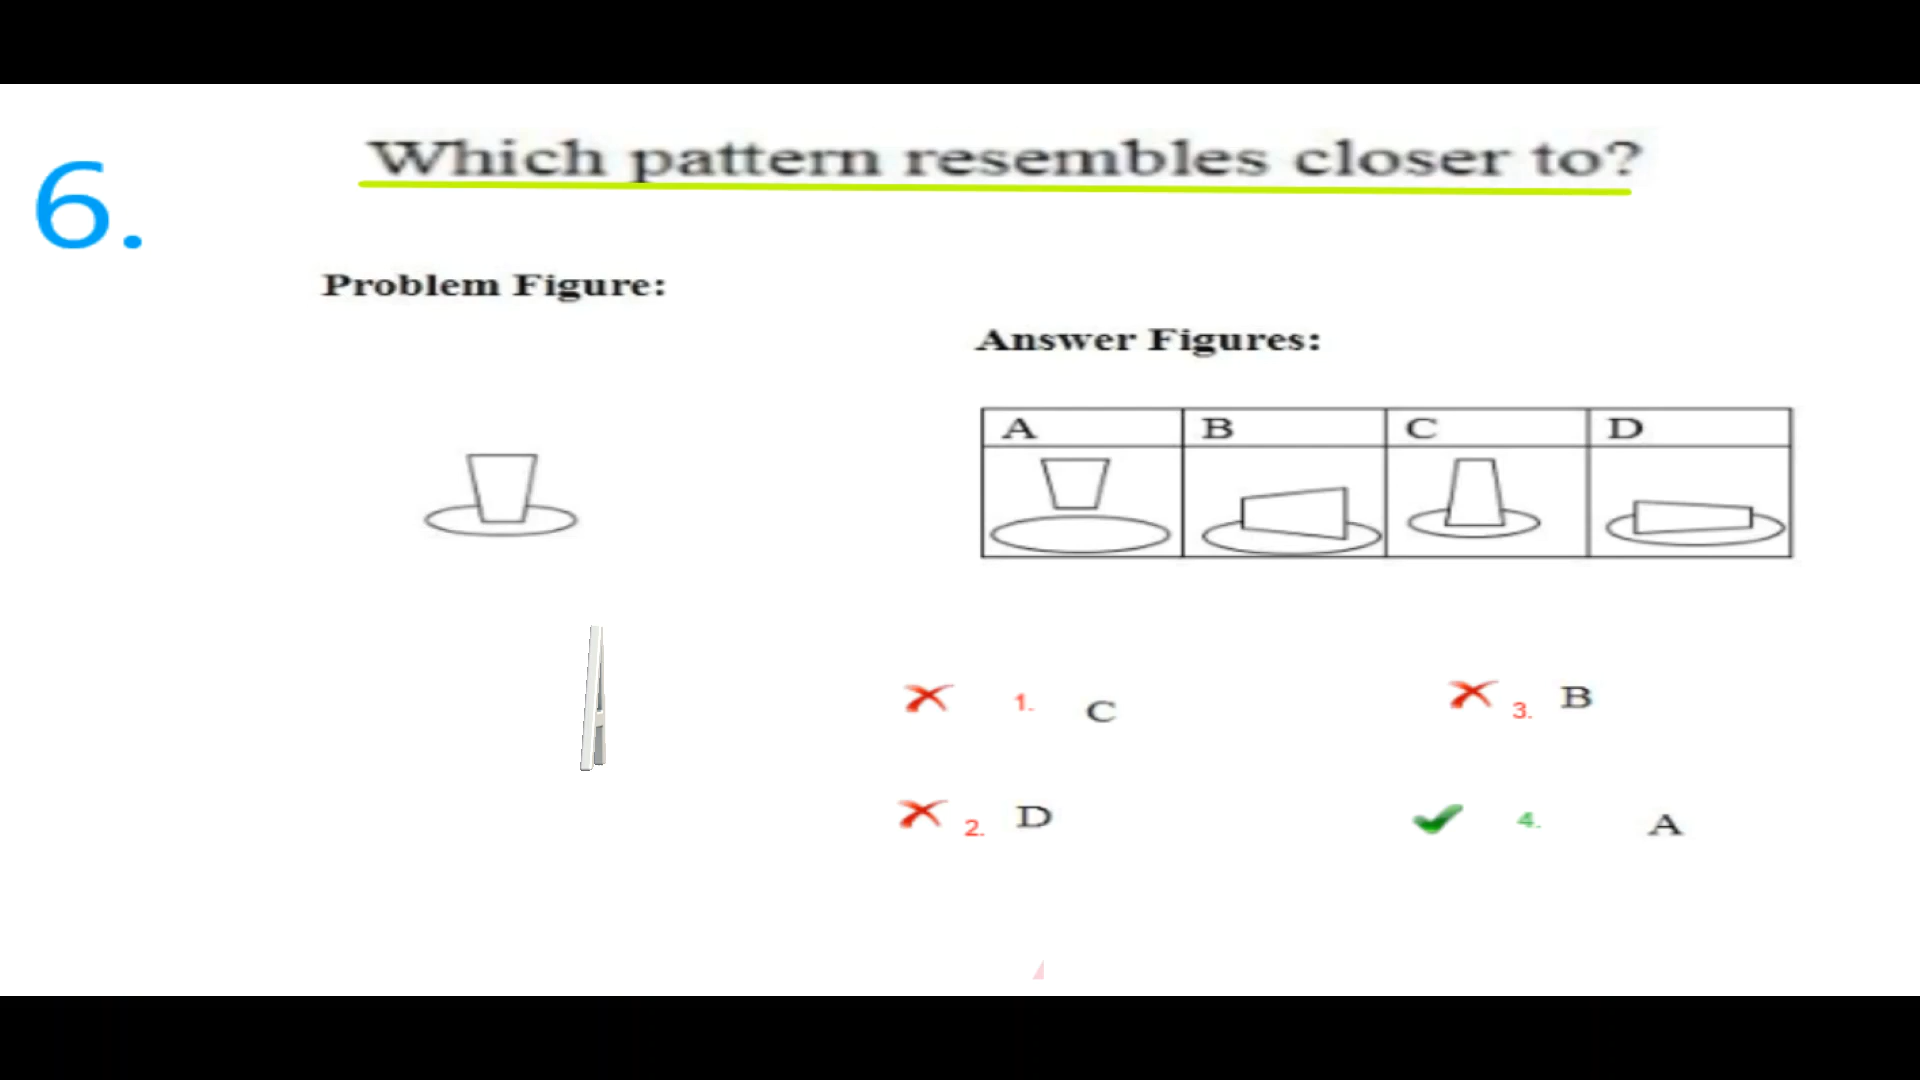 6.
Which pattern resembles closer to?
Problem Figure:
Answer Figures:
A B C D
1. C
3. B
2. D
4. A